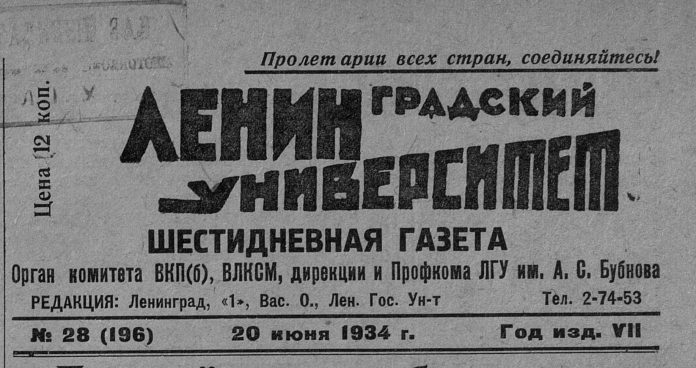 Пролетарии всех стран, соединяйтесь!
Цена 12 коп.
ЛЕНИНГРАДСКИЙ
УНИВЕРСИТЕТ
ШЕСТИДНЕВНАЯ ГАЗЕТА
Орган комитета ВКП(б), ВЛКСМ, дирекции и Профкома ЛГУ им. А. С. Бубнова
РЕДАКЦИЯ: Ленинград, «1», Вас. О., Лен. Гос. Ун-т Тел. 2-74-53
№ 28 (196) 20 июня 1934 г. Год изд. VII